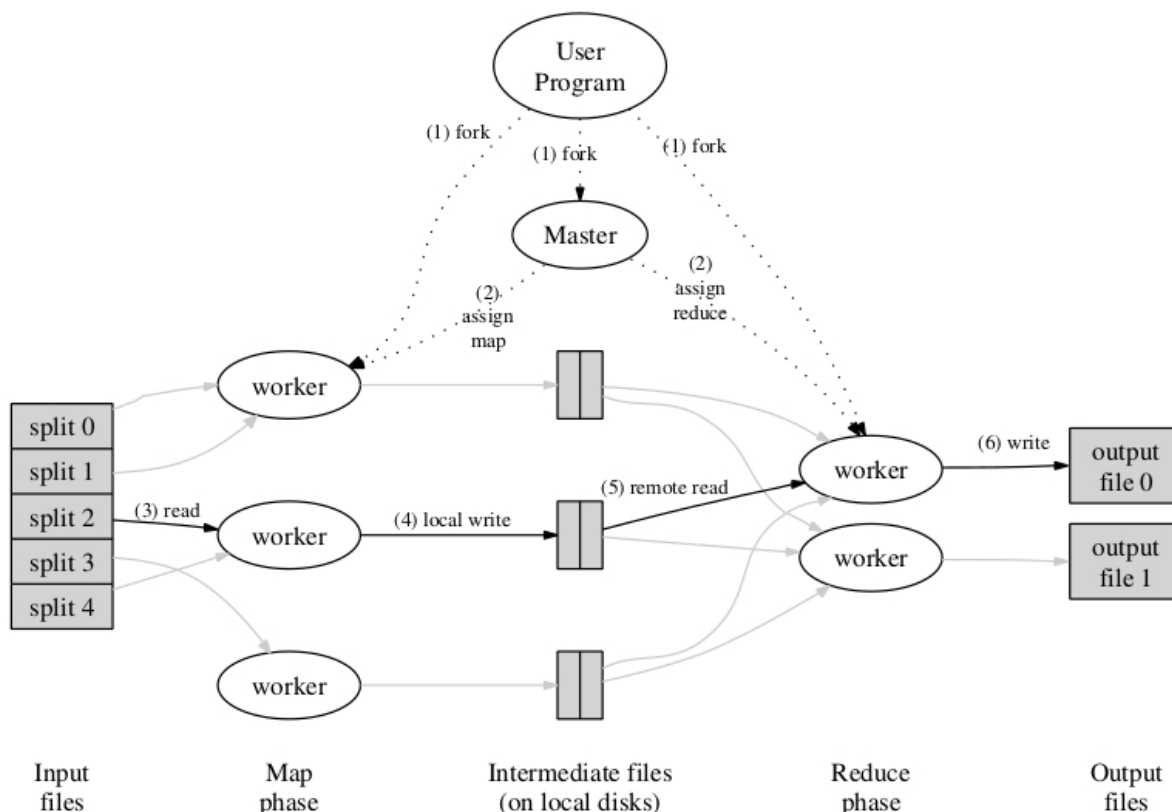 User
Program
(1) fork
(1) fork
(1) fork
Master
(2)
assign
map
(2)
assign
reduce
worker
split 0
split 1
split 2
split 3
split 4
(3) read
worker
(4) local write
(5) remote read
worker
worker
worker
(6) write
output
file 0
output
file 1
Input
files
Map
phase
Intermediate files
(on local disks)
Reduce
phase
Output
files